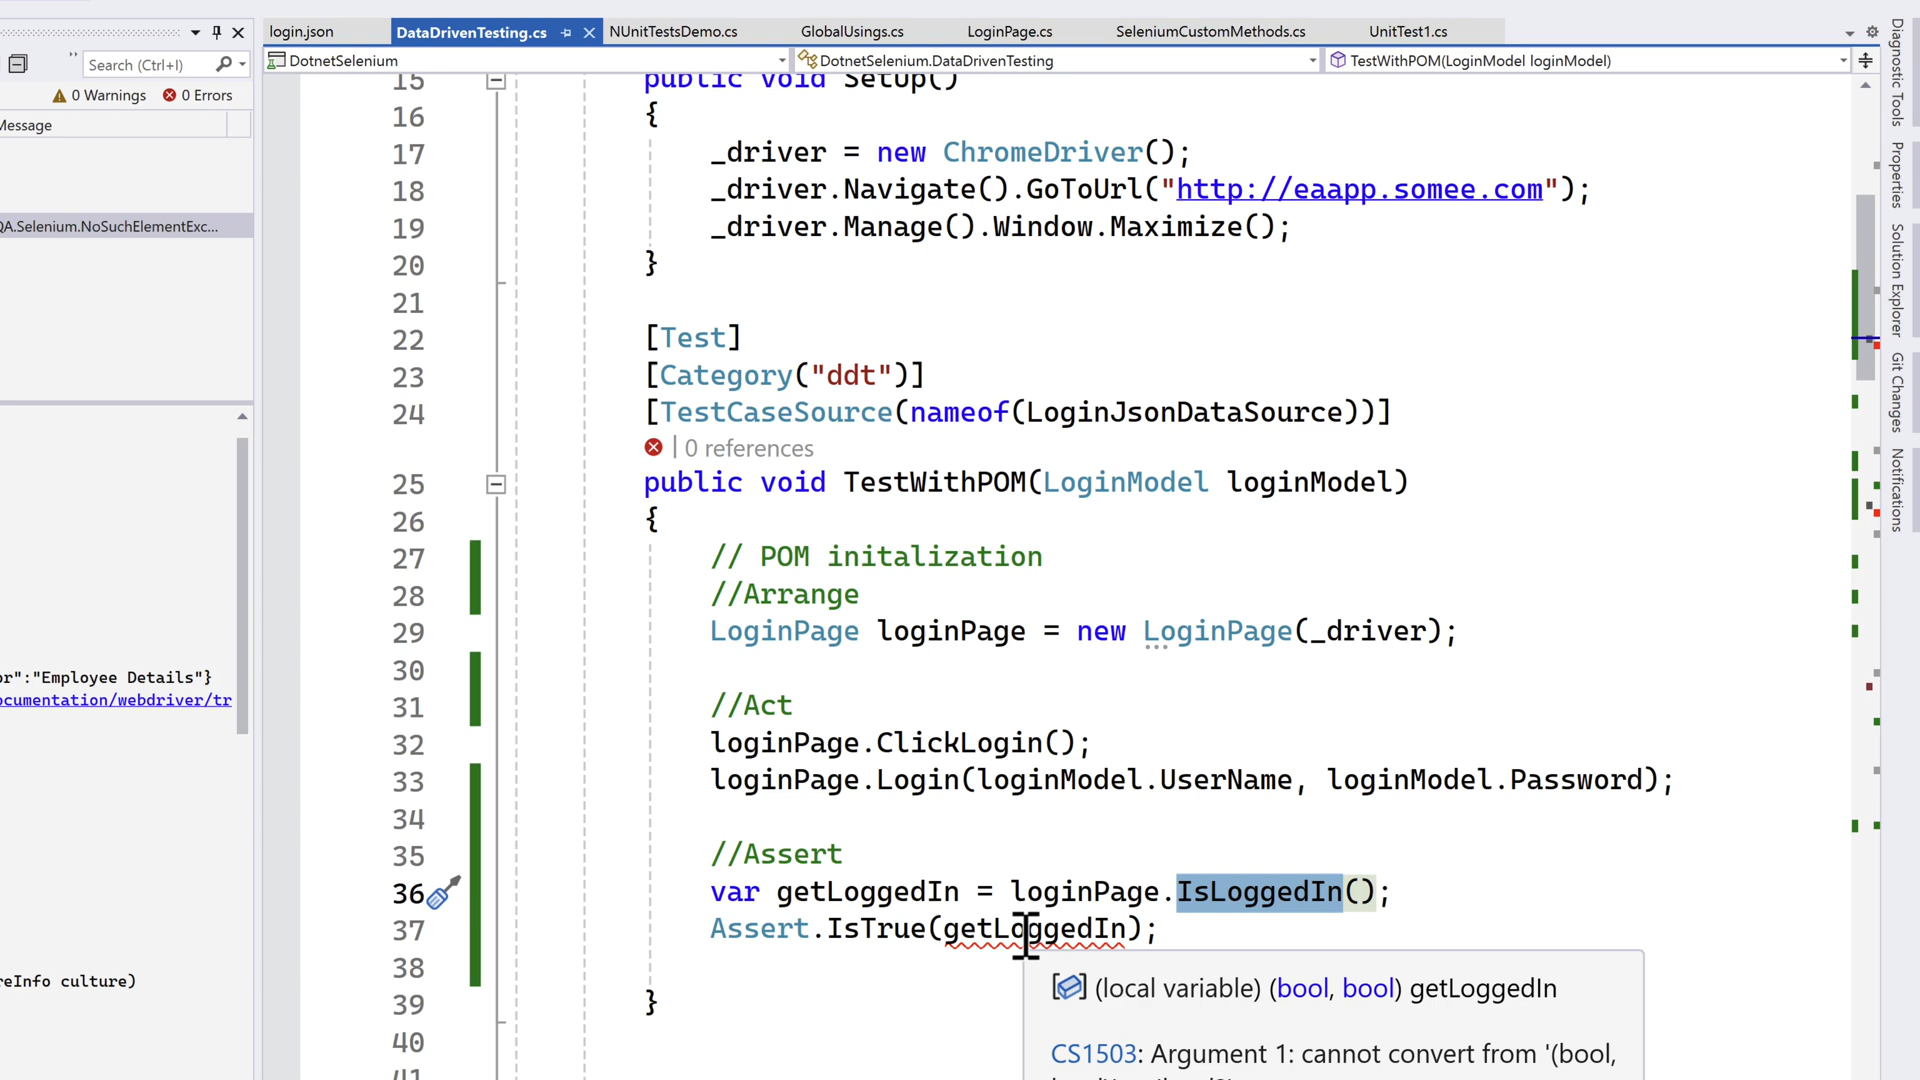 login.json
DataDrivenTesting.cs
NUnitTestsDemo.cs
GlobalUsings.cs
LoginPage.cs
SeleniumCustomMethods.cs
UnitTest1.cs
Search (Ctrl+I)
DotnetSelenium
DotnetSelenium.DataDrivenTesting
TestWithPOM(LoginModel loginModel)
0 Warnings
0 Errors
Message
QA.Selenium.NoSuchElementExc...
or":"Employee Details"}
ocumentation/webdriver/tr
reInfo culture)
15 public void SetUp()
16 {
17 _driver = new ChromeDriver();
18 _driver.Navigate().GoToUrl("http://eaapp.somee.com");
19 _driver.Manage().Window.Maximize();
20 }
21
22 [Test]
23 [Category("ddt")]
24 [TestCaseSource(nameof(LoginJsonDataSource))]
| 0 references
25 public void TestWithPOM(LoginModel loginModel)
26 {
27 // POM initalization
28 //Arrange
29 LoginPage loginPage = new LoginPage(_driver);
30
31 //Act
32 loginPage.ClickLogin();
33 loginPage.Login(loginModel.UserName, loginModel.Password);
34
35 //Assert
36 var getLoggedIn = loginPage.IsLoggedIn();
37 Assert.IsTrue(getLoggedIn);
38
39 }
40
41
(local variable) (bool, bool) getLoggedIn
CS1503: Argument 1: cannot convert from '(bool,
Diagnostic Tools
Properties
Solution Explorer
Git Changes
Notifications